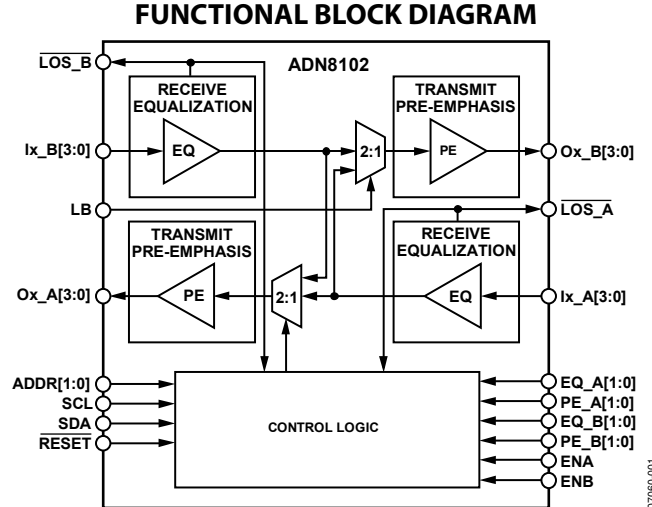 FUNCTIONAL BLOCK DIAGRAM
LOS_B
ADN8102
RECEIVE
EQUALIZATION
TRANSMIT
PRE-EMPHASIS
Ix_B[3:0]
EQ
2:1
PE
Ox_B[3:0]
LB
LOS_A
TRANSMIT
PRE-EMPHASIS
RECEIVE
EQUALIZATION
Ox_A[3:0]
PE
2:1
EQ
Ix_A[3:0]
ADDR[1:0]
SCL
SDA
RESET
CONTROL LOGIC
EQ_A[1:0]
PE_A[1:0]
EQ_B[1:0]
PE_B[1:0]
ENA
ENB
07060-001